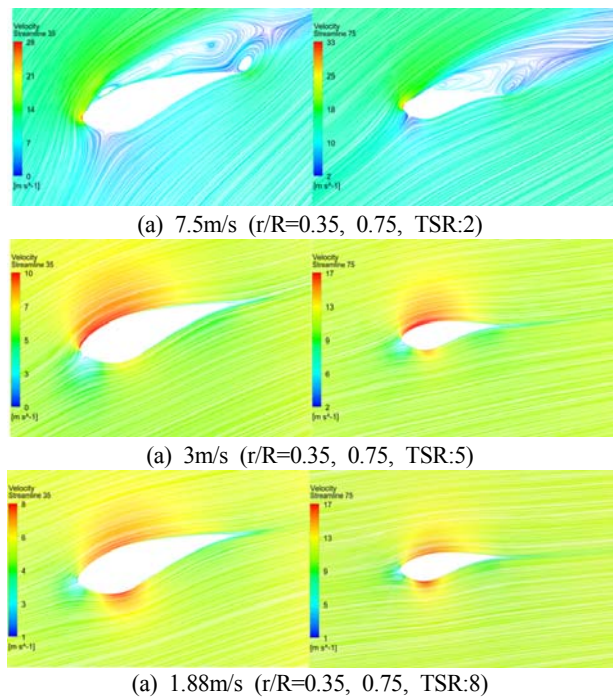 Velocity
Streamline 35
28
21
14
7
0
[m s^-1]
Velocity
Streamline 75
33
25
18
10
2
[m s^-1]
(a) 7.5m/s (r/R=0.35, 0.75, TSR:2)
Velocity
Streamline 35
10
7
5
3
0
[m s^-1]
Velocity
Streamline 75
17
13
9
6
2
[m s^-1]
(a) 3m/s (r/R=0.35, 0.75, TSR:5)
Velocity
Streamline 35
8
6
4
3
1
[m s^-1]
Velocity
Streamline 75
17
13
9
5
1
[m s^-1]
(a) 1.88m/s (r/R=0.35, 0.75, TSR:8)